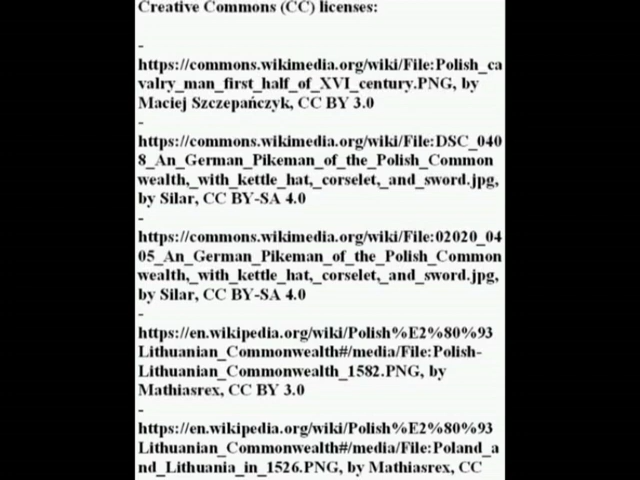 Creative Commons (CC) licenses:
-
https://commons.wikimedia.org/wiki/File:Polish_ca
valry_man_first_half_of_XVI_century.PNG, by
Maciej Szczepańczyk, CC BY 3.0
-
https://commons.wikimedia.org/wiki/File:DSC_040
8_An_German_Pikeman_of_the_Polish_Common
wealth,_with_kettle_hat,_corselet,_and_sword.jpg,
by Silar, CC BY-SA 4.0
-
https://commons.wikimedia.org/wiki/File:02020_04
05_An_German_Pikeman_of_the_Polish_Common
wealth,_with_kettle_hat,_corselet,_and_sword.jpg,
by Silar, CC BY-SA 4.0
-
https://en.wikipedia.org/wiki/Polish%E2%80%93
Lithuanian_Commonwealth#/media/File:Polish-
Lithuanian_Commonwealth_1582.PNG, by
Mathiasrex, CC BY 3.0
-
https://en.wikipedia.org/wiki/Polish%E2%80%93
Lithuanian_Commonwealth#/media/File:Poland_a
nd_Lithuania_in_1526.PNG, by Mathiasrex, CC